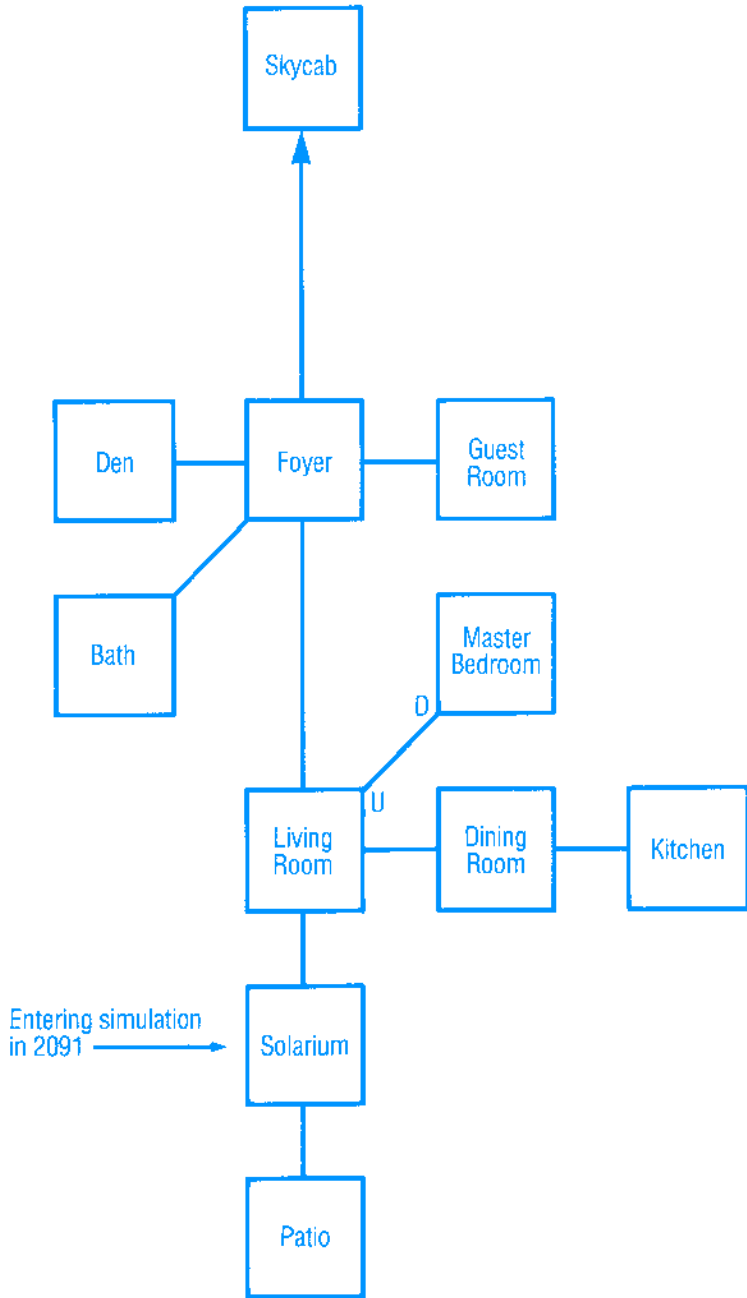 Skycab
Den
Foyer
Guest
Room
Bath
Master
Bedroom
D
U
Living
Room
Dining
Room
Kitchen
Entering simulation
in 2091
Solarium
Patio